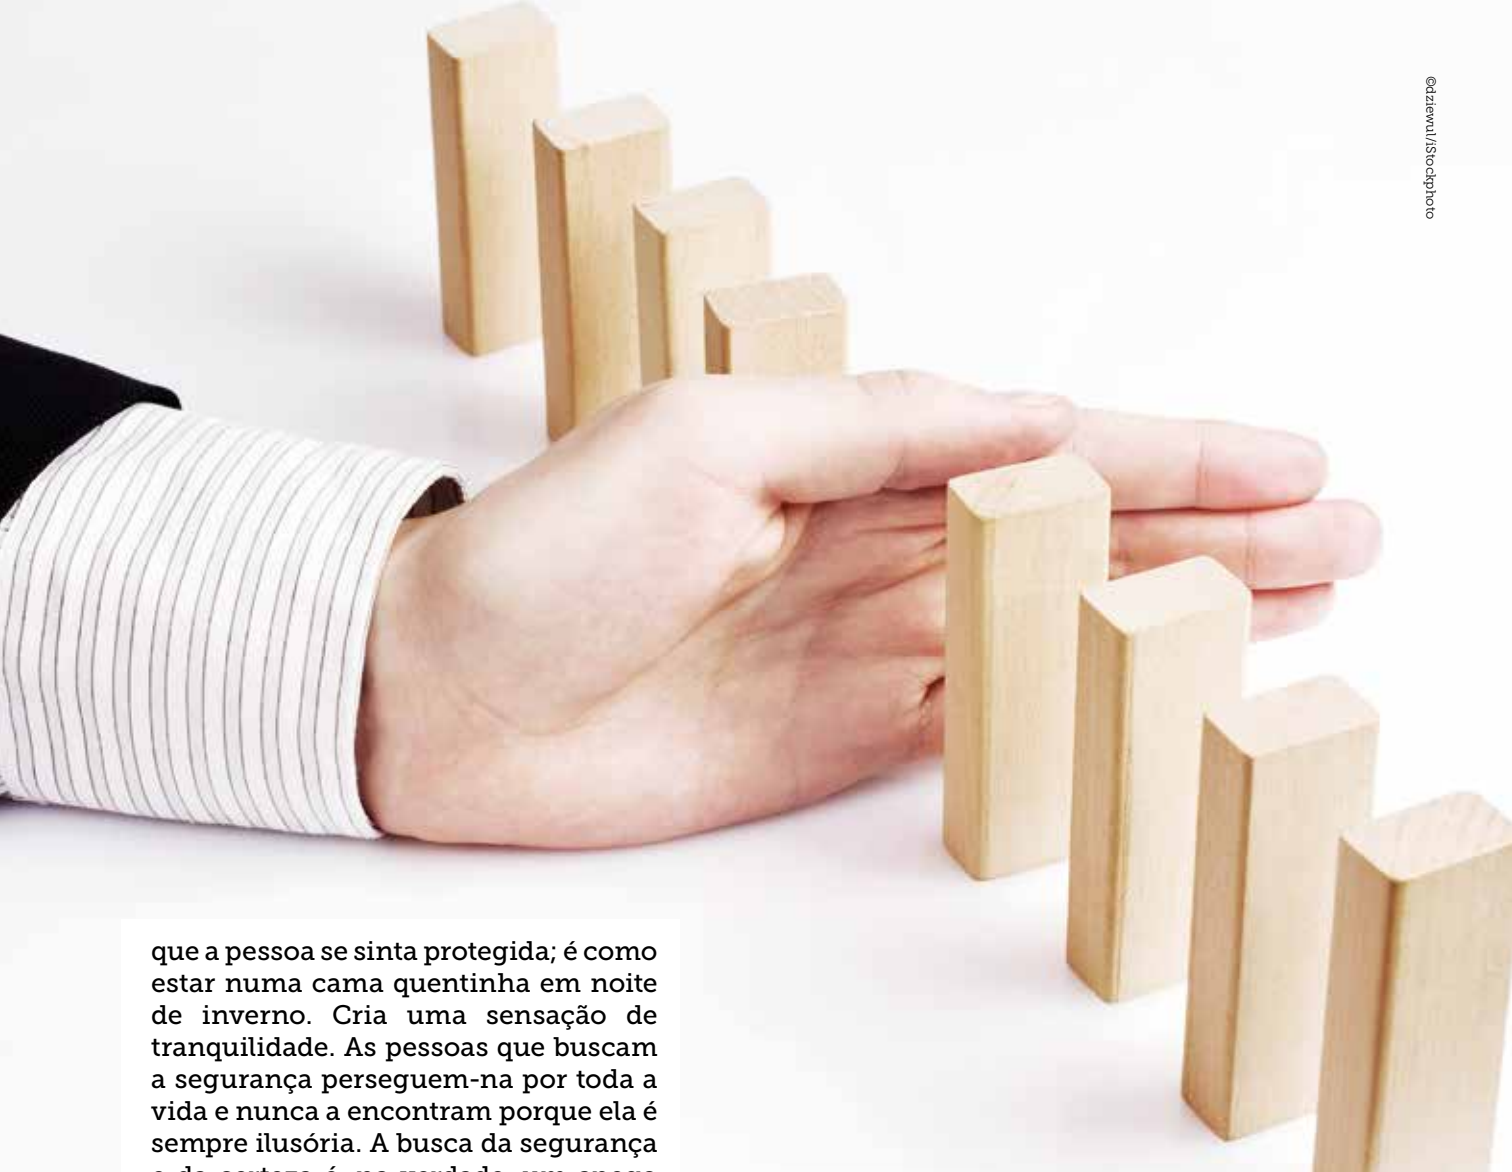 ©dziewul/iStockphoto
que a pessoa se sinta protegida; é como
estar numa cama quentinha em noite
de inverno. Cria uma sensação de
tranquilidade. As pessoas que buscam
a segurança perseguem-na por toda a
vida e nunca a encontram porque ela é
sempre ilusória. A busca da segurança